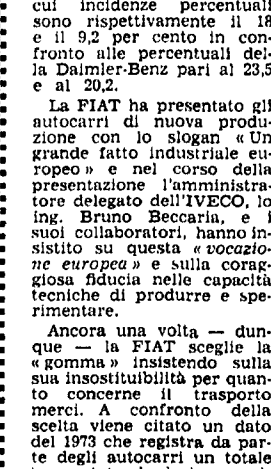 cui incidenze percentuali
sono rispettivamente il 18
e il 9,2 per cento in con-
fronto alle percentuali del-
la Daimler-Benz pari al 23,5
e al 20,2.
La FIAT ha presentato gli
autocarri di nuova produ-
zione con lo slogan « Un
grande fatto industriale eu-
ropeo » e nel corso della
presentazione l'amministra-
tore delegato dell'IVECO, lo
ing. Bruno Beccaria, e i
suoi collaboratori, hanno in-
sistito su questa « vocazio-
ne europea » e sulla corag-
giosa fiducia nelle capacità
tecniche di produrre e spe-
rimentare.
Ancora una volta — dun-
que — la FIAT sceglie la
« gomma » insistendo sulla
sua insostituibilità per quan-
to concerne il trasporto
merci. A confronto della
scelta viene citato un dato
del 1973 che registra da par-
te degli autocarri un totale